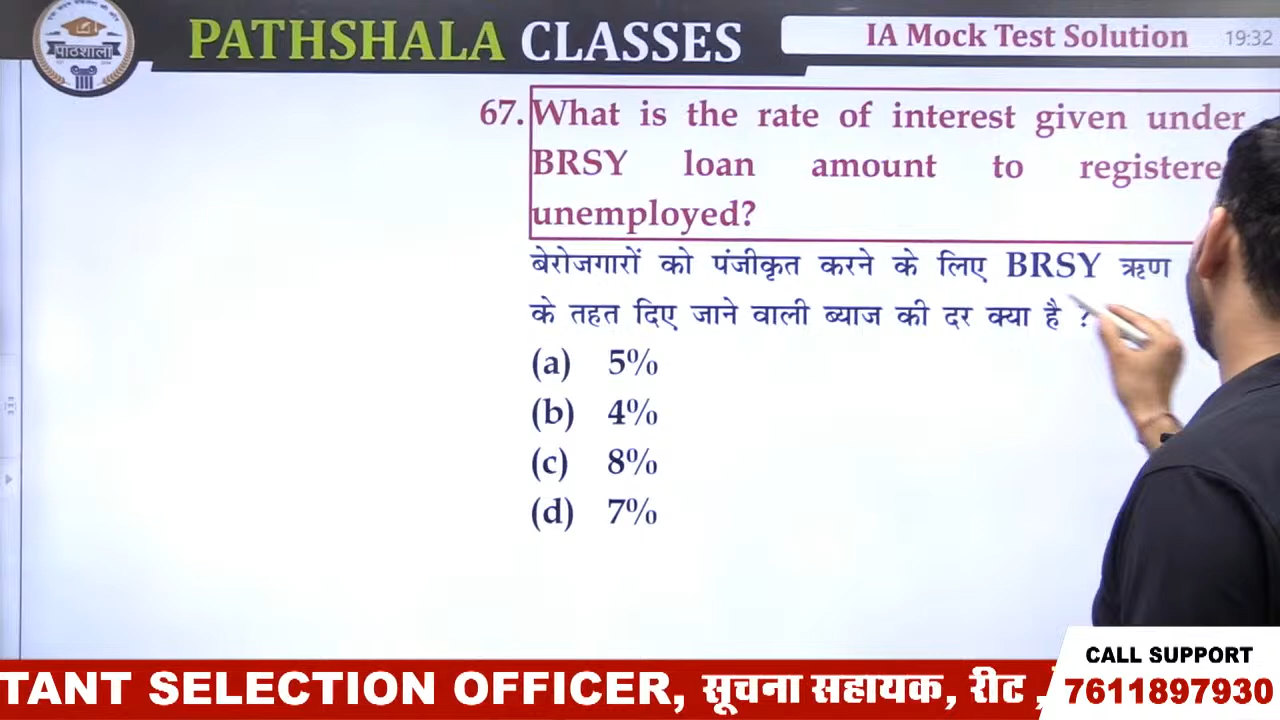 पाठशाला
PATHSHALA CLASSES
IA Mock Test Solution 19:32
67. What is the rate of interest given under
BRSY loan amount to registere
unemployed?
बेरोजगारों को पंजीकृत करने के लिए BRSY ऋण
के तहत दिए जाने वाली ब्याज की दर क्या है ?
(a) 5%
(b) 4%
(c) 8%
(d) 7%
TANT SELECTION OFFICER, सूचना सहायक, रीट ,
CALL SUPPORT
7611897930